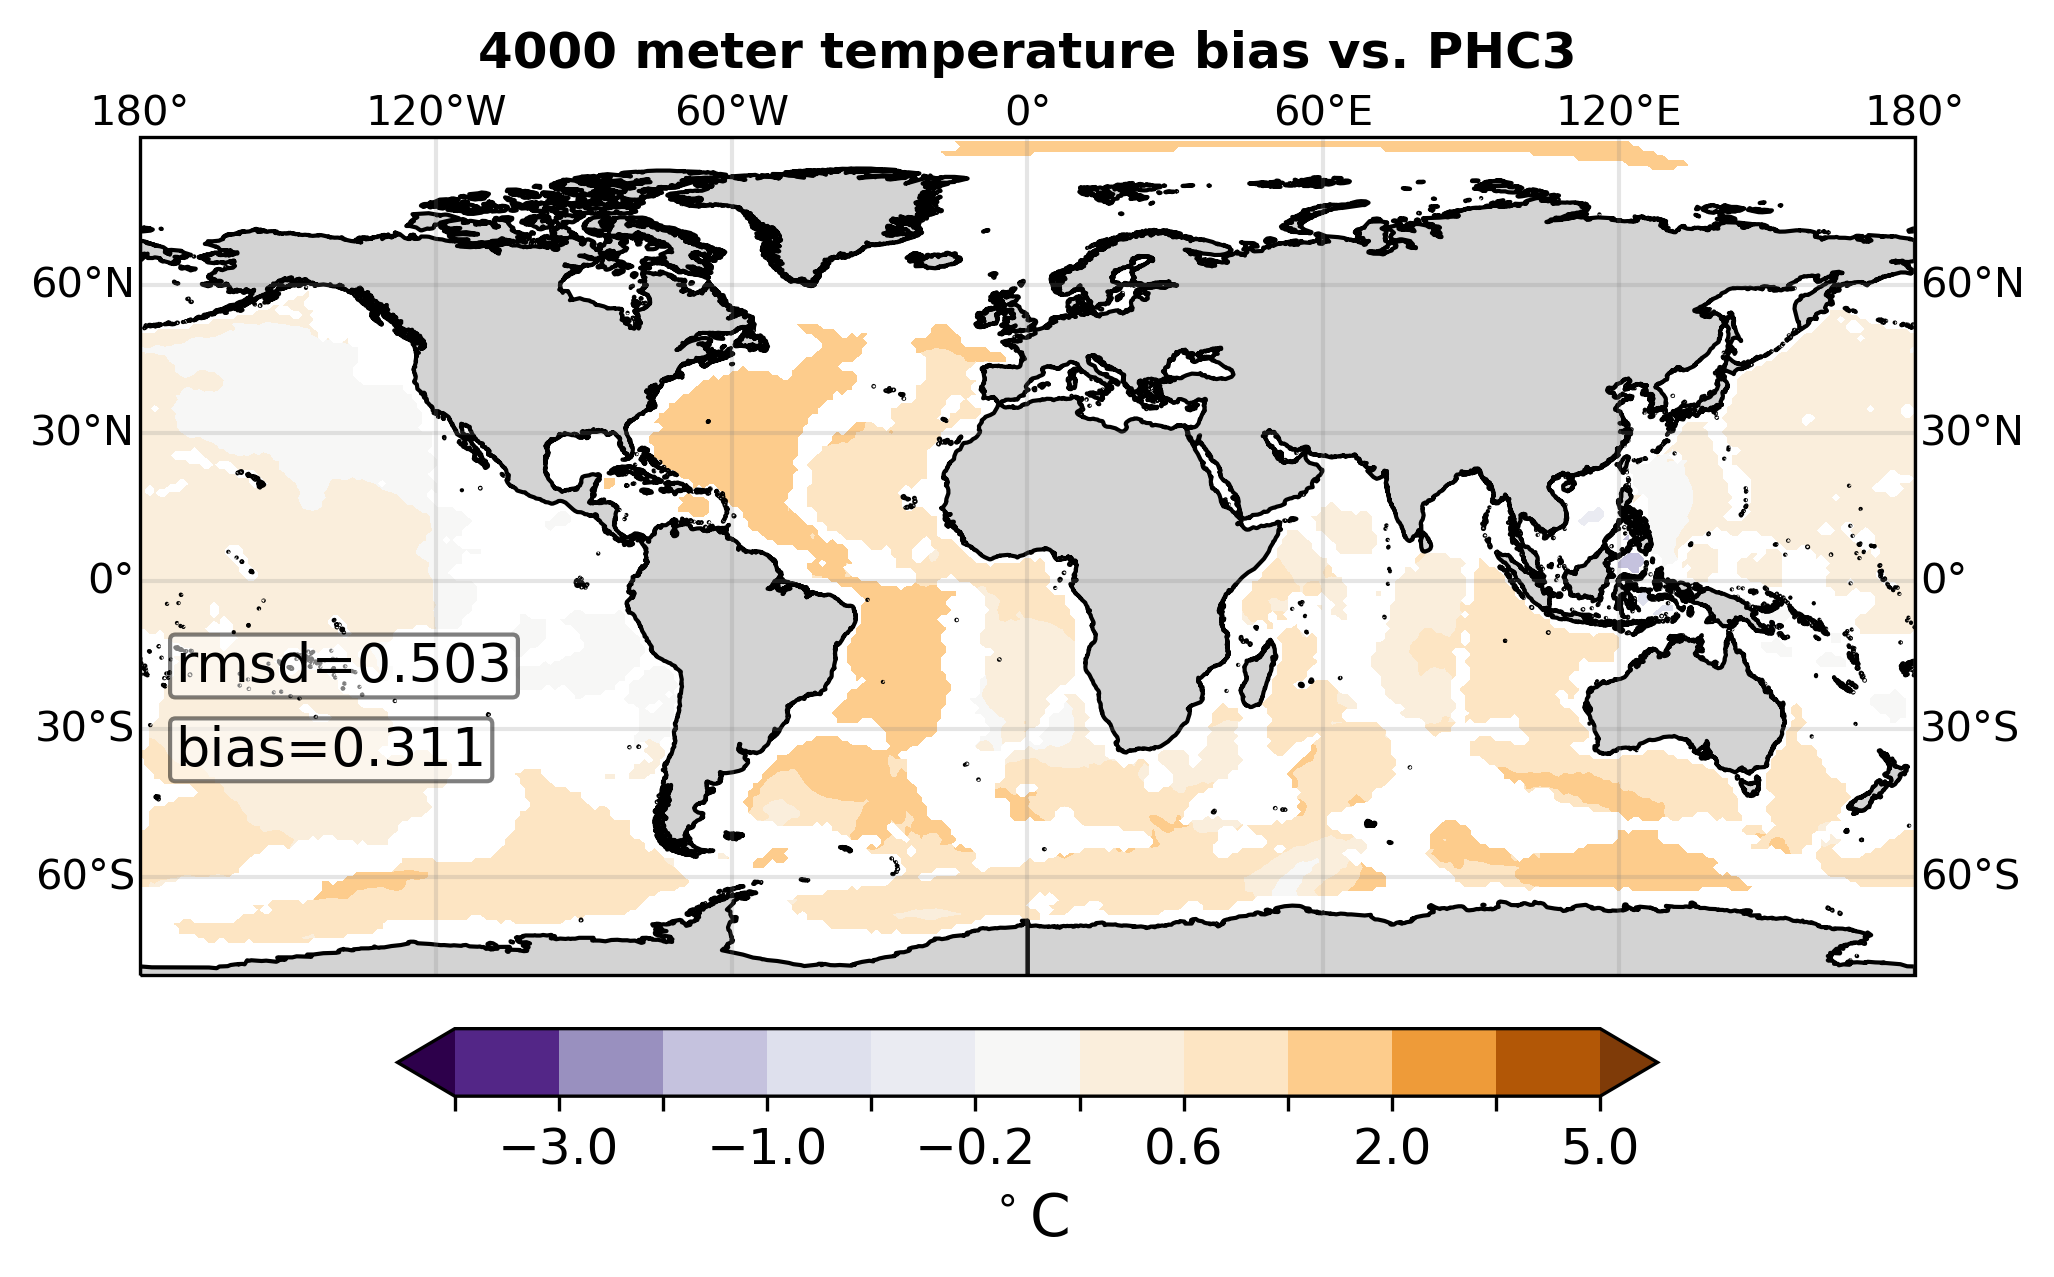 4000 meter temperature bias vs. PHC3
180° 120°W 60°W 0° 60°E 120°E 180°
60°N 60°N
30°N 30°N
0° 0°
rmsd=0.503
30°S 30°S
bias=0.311
60°S 60°S
−3.0 −1.0 −0.2 0.6 2.0 5.0
°C